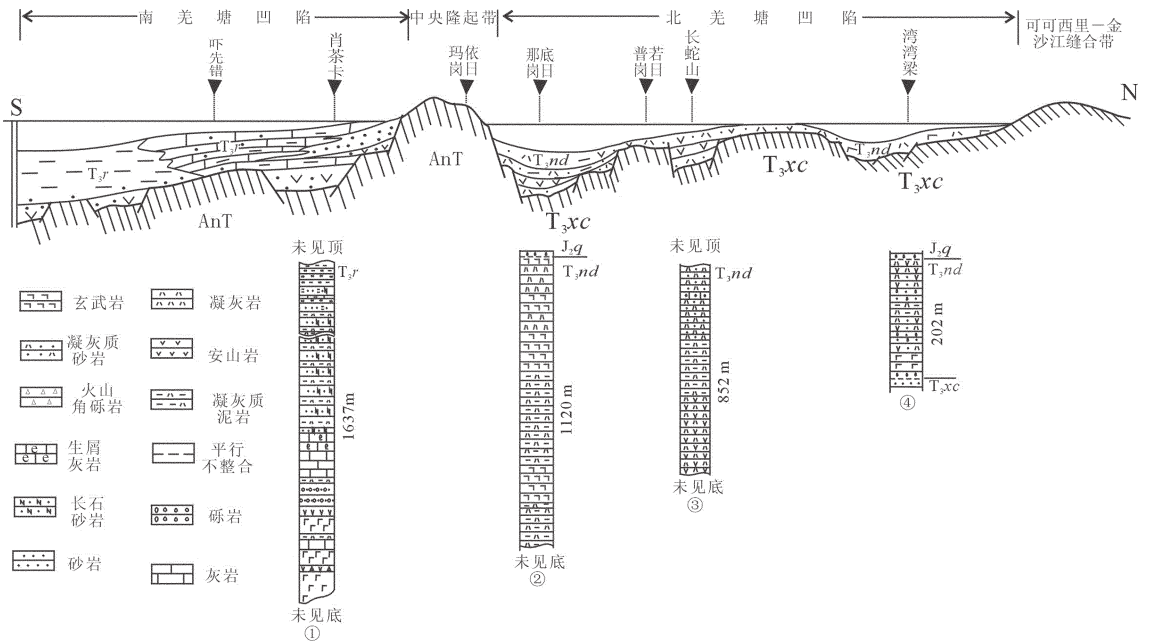 南羌塘凹陷
中央隆起带
北羌塘凹陷
可可西里－金
沙江缝合带
吓先错
肖茶卡
玛依
岗日
那底
岗日
普若
岗日
长蛇山
湾湾梁
S
N
T₃r
T₃r
AnT
AnT
T₃nd
T₃nd
T₃xc
T₃xc
T₃xc
未见顶
T₃r
1637m
未见底
①
J₂q
T₃nd
1120 m
未见底
②
未见顶
T₃nd
852 m
未见底
③
J₂q
T₃nd
202 m
T₃xc
④
玄武岩
凝灰岩
凝灰质
砂岩
安山岩
火山
角砾岩
凝灰质
泥岩
生屑
灰岩
平行
不整合
长石
砂岩
砾岩
砂岩
灰岩